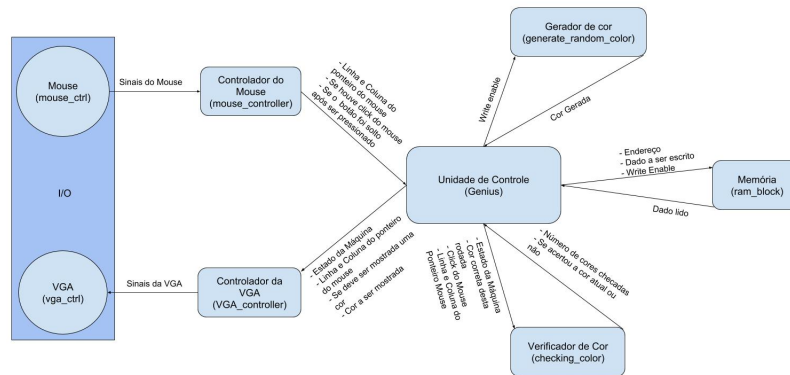 Gerador de cor
(generate_random_color)
Mouse
(mouse_ctrl)
Sinais do Mouse
Controlador do
Mouse
(mouse_controller)
- Linha e Coluna do
ponteiro do mouse
- Se houve click do mouse
- Se o botão foi solto
após ser pressionado
Write enable
Cor Gerada
I/O
Unidade de Controle
(Genius)
- Endereço
- Dado a ser escrito
- Write Enable
Dado lido
Memória
(ram_block)
VGA
(vga_ctrl)
Sinais da VGA
Controlador da
VGA
(VGA_controller)
- Estado da Máquina
- Linha e Coluna do ponteiro
do mouse
- Se deve ser mostrada uma
cor
- Cor a ser mostrada
- Estado da Máquina
- Cor correta desta
rodada
- Click do Mouse
- Linha e Coluna do
Ponteiro Mouse
- Número de cores checadas
- Se acertou a cor atual ou
não
Verificador de Cor
(checking_color)